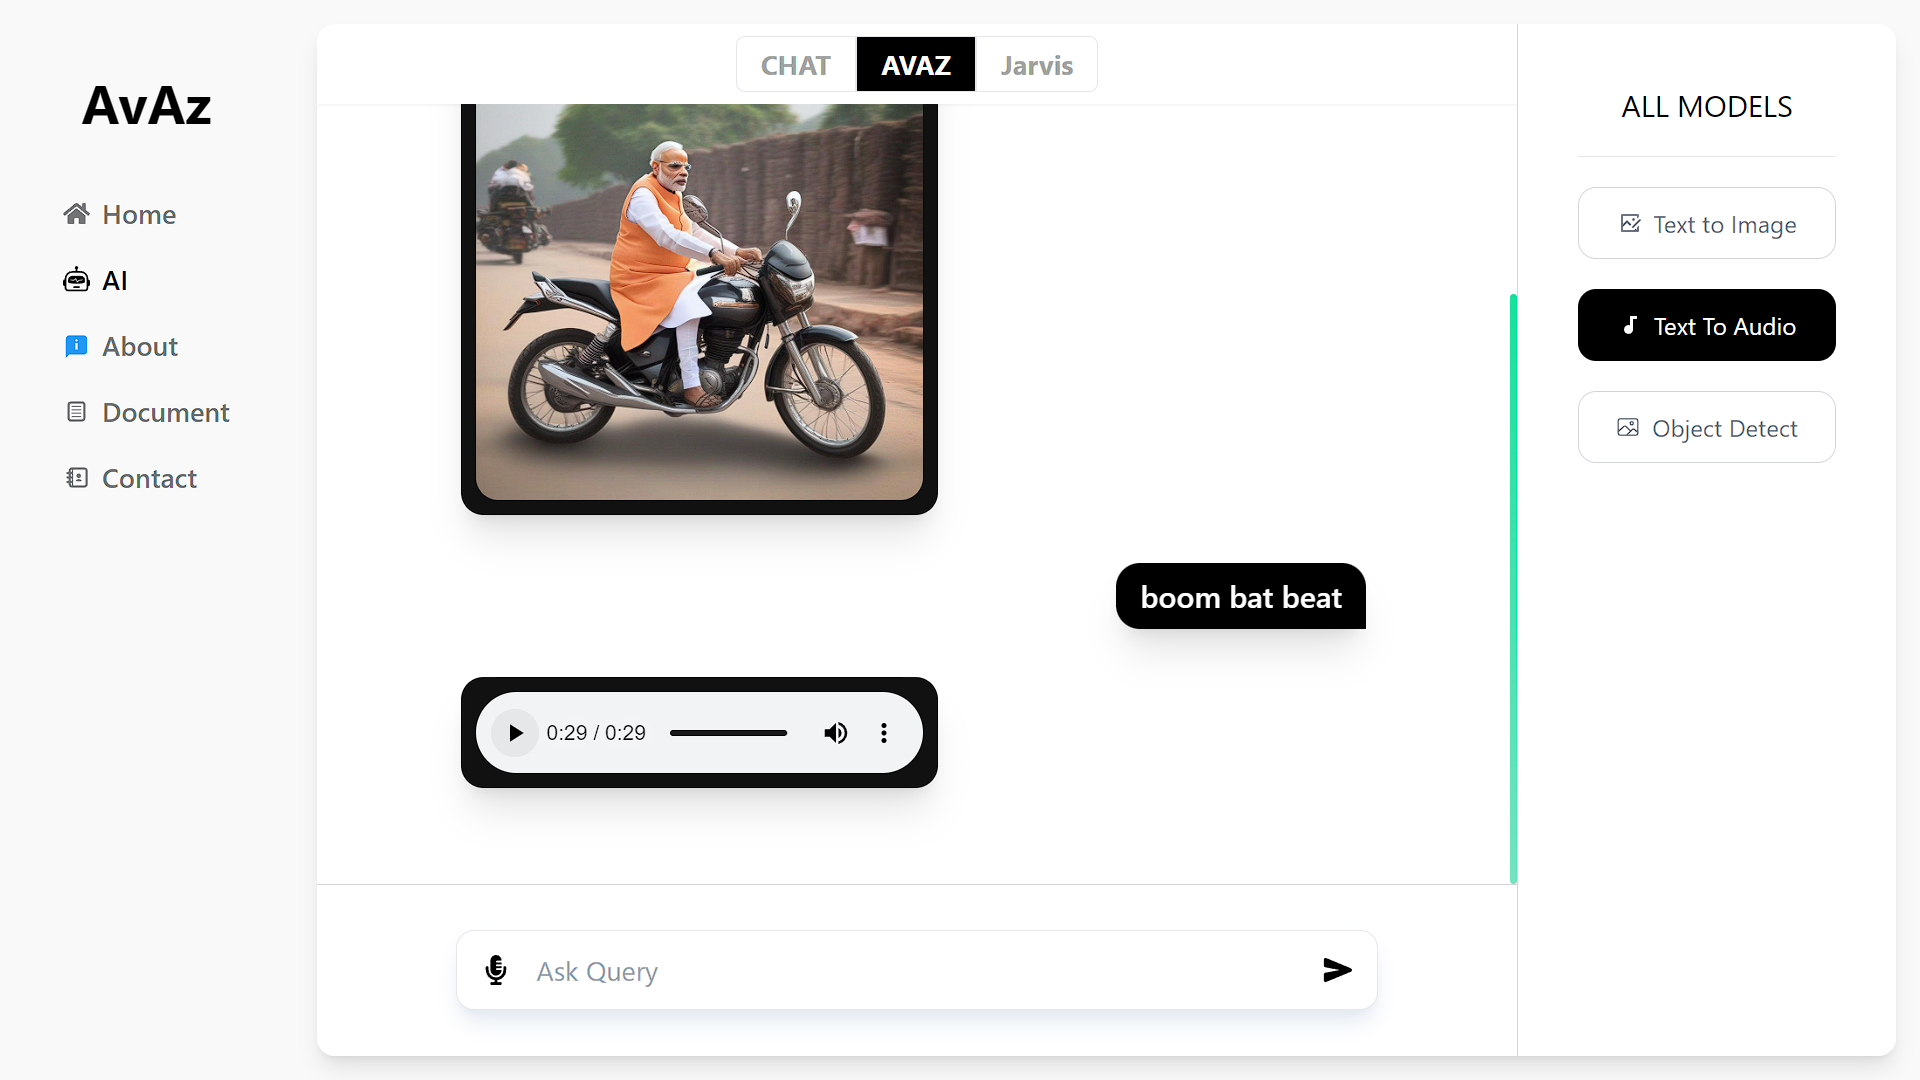 AvAz
Home
AI
About
Document
Contact
CHAT
AVAZ
Jarvis
boom bat beat
0:29 / 0:29
Ask Query
ALL MODELS
Text to Image
Text To Audio
Object Detect